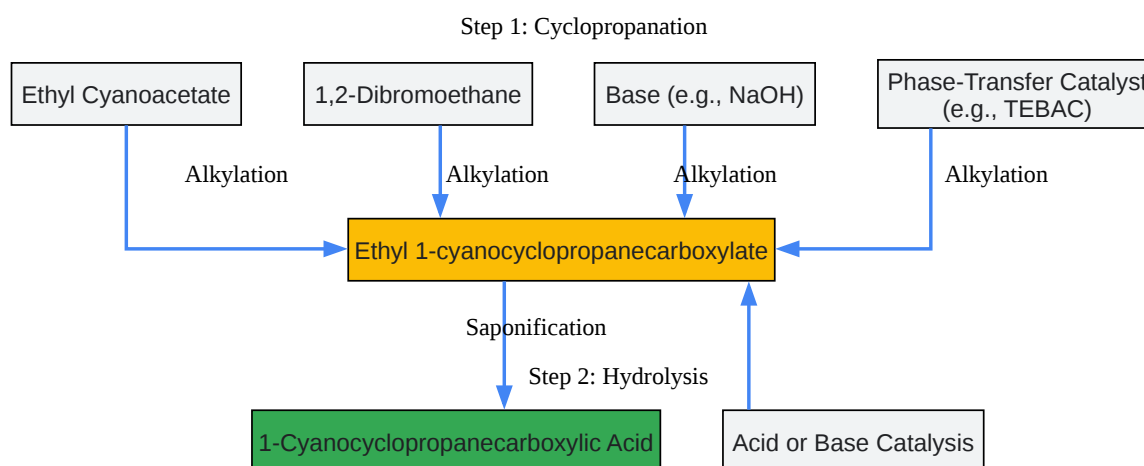 Step 1: Cyclopropanation
Ethyl Cyanoacetate
1,2-Dibromoethane
Base (e.g., NaOH)
Phase-Transfer Catalyst
(e.g., TEBAC)
Alkylation
Alkylation
Alkylation
Alkylation
Ethyl 1-cyanocyclopropanecarboxylate
Saponification
Step 2: Hydrolysis
1-Cyanocyclopropanecarboxylic Acid
Acid or Base Catalysis